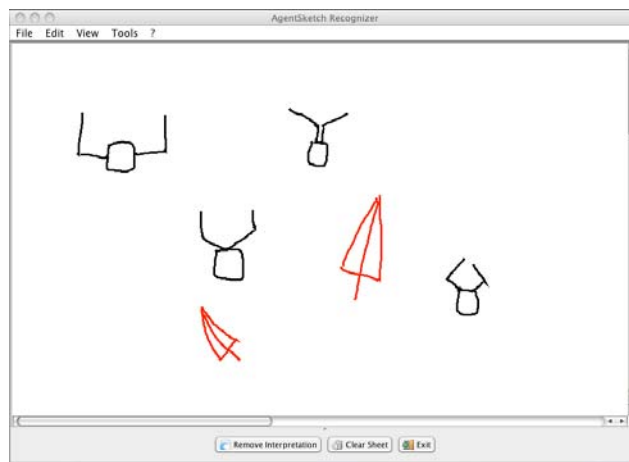 AgentSketch Recognizer
File Edit View Tools ?
Remove Interpretation Clear Sheet Exit